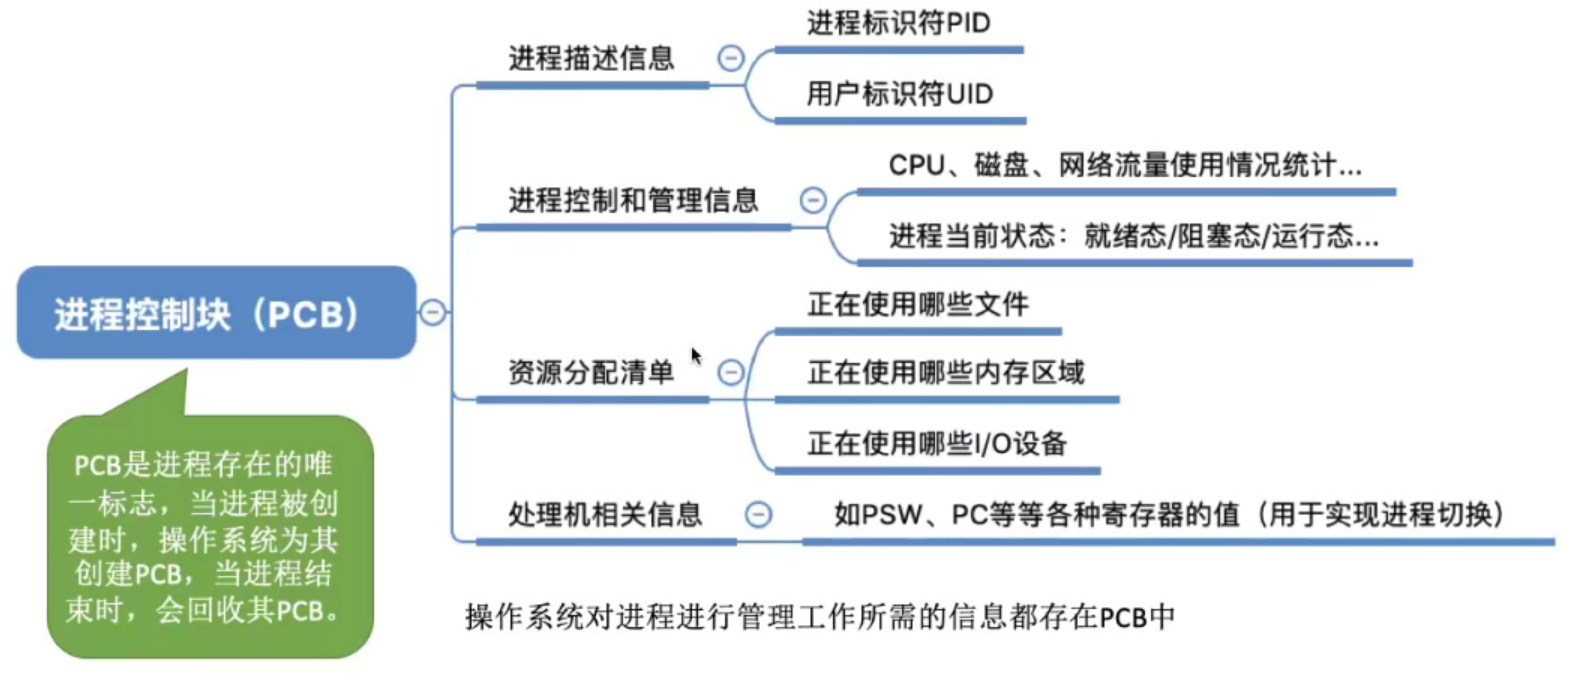 进程控制块（PCB）
PCB是进程存在的唯
一标志，当进程被创
建时，操作系统为其
创建PCB，当进程结
束时，会回收其PCB。
进程描述信息
进程标识符PID
用户标识符UID
进程控制和管理信息
CPU、磁盘、网络流量使用情况统计...
进程当前状态：就绪态/阻塞态/运行态...
资源分配清单
正在使用哪些文件
正在使用哪些内存区域
正在使用哪些I/O设备
处理机相关信息
如PSW、PC等等各种寄存器的值（用于实现进程切换）
操作系统对进程进行管理工作所需的信息都存在PCB中